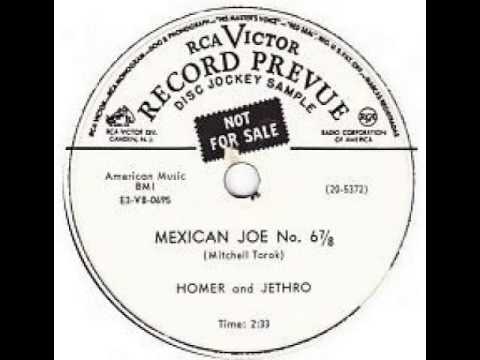 RCA VICTOR
RECORD PREVUE
DISC JOCKEY SAMPLE
NOT
FOR SALE
RCA VICTOR DIV.
CAMDEN, N. J.
RADIO CORPORATION
OF AMERICA
RCA
American Music
BMI
E3-VB-0695
(20-5372)
MEXICAN JOE No. 6⅞
(Mitchell Torok)
HOMER and JETHRO
Time: 2:33